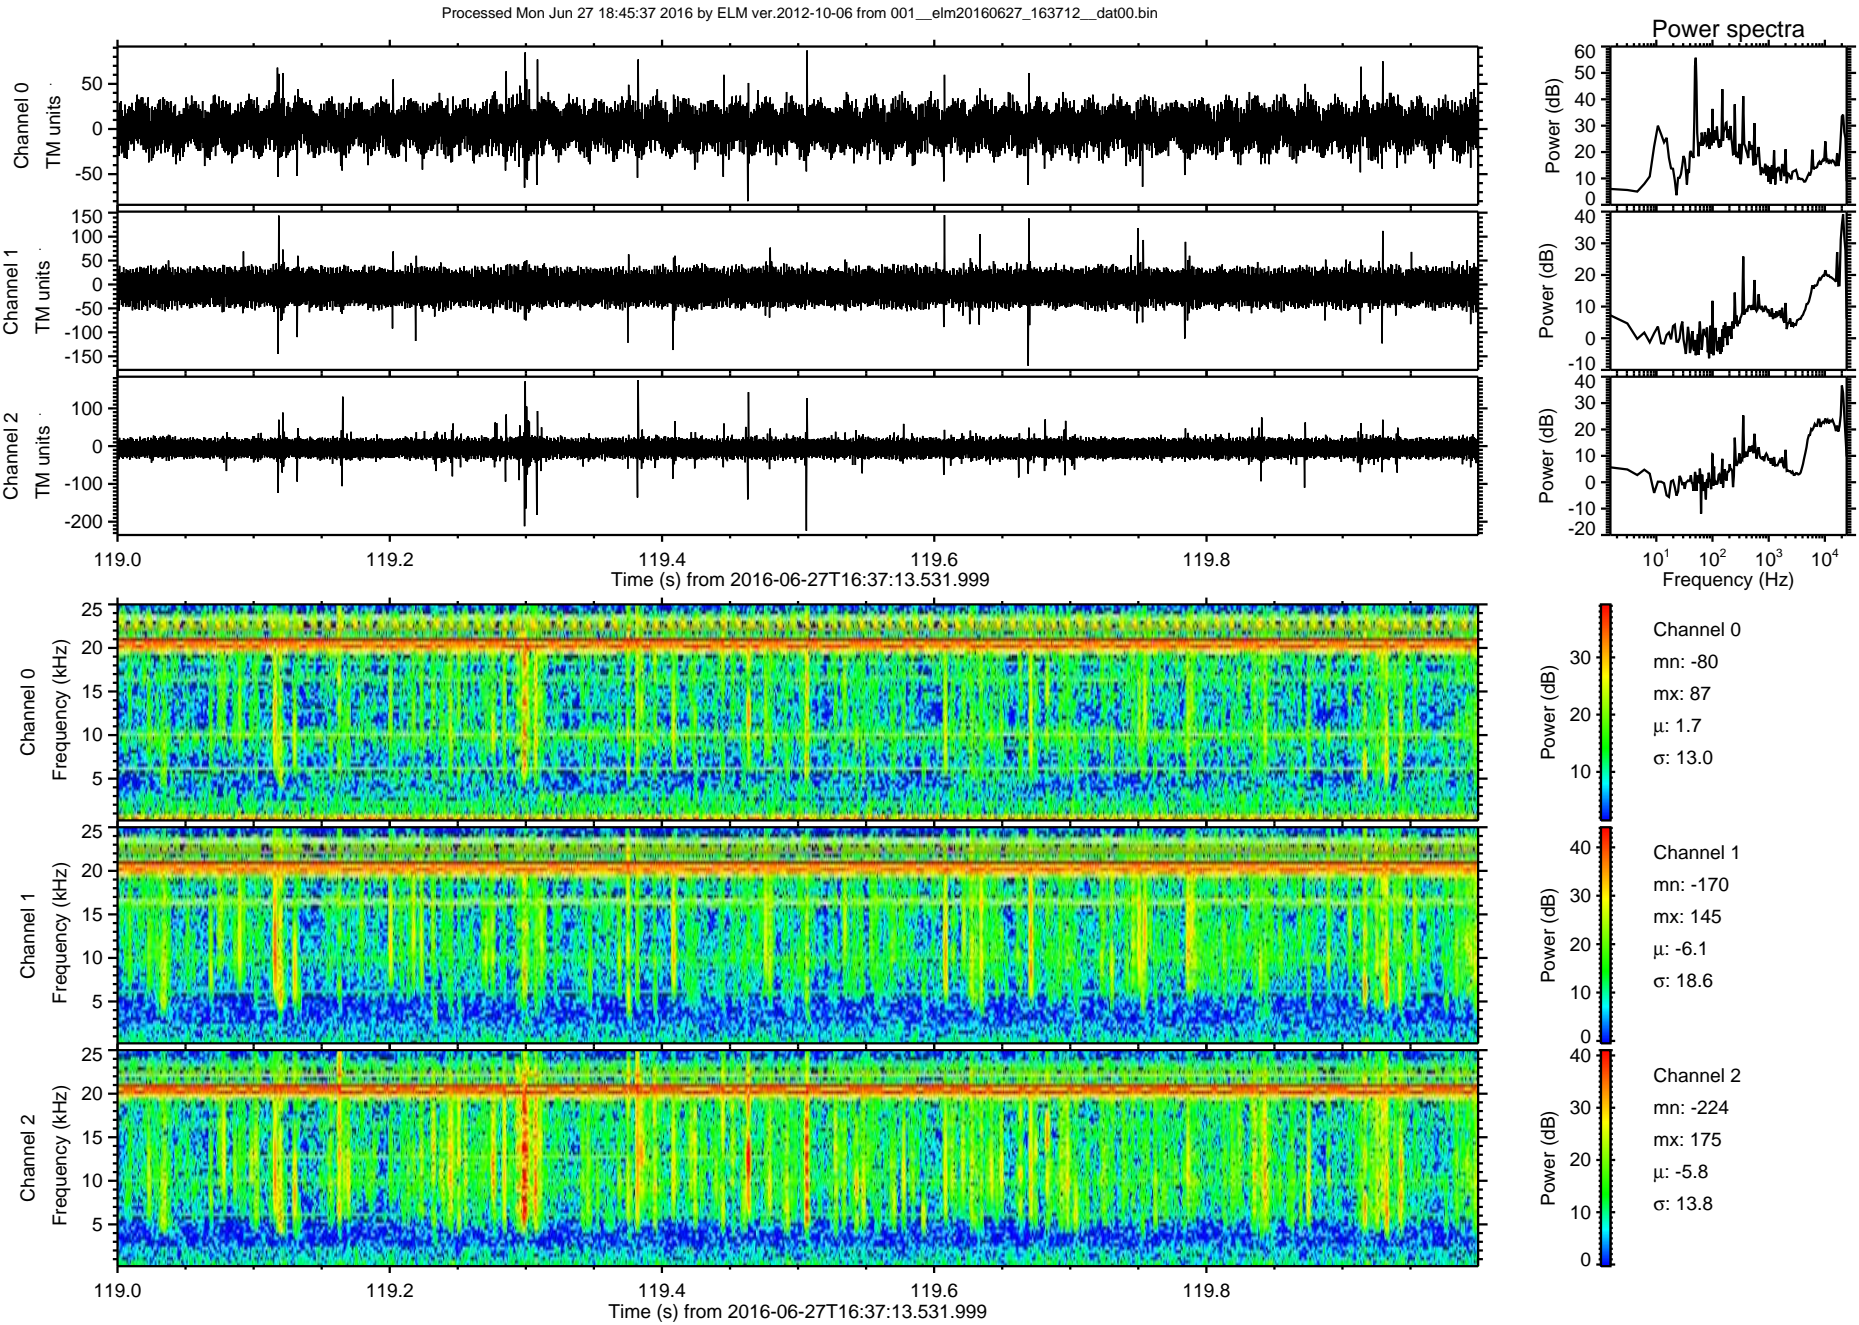 Processed Mon Jun 27 18:45:37 2016 by ELM ver.2012-10-06 from 001__elm20160627_163712__dat00.bin
Power spectra
Channel 0
TM units
50
0
-50
Power (dB)
60
50
40
30
20
10
0
Channel 1
TM units
150
100
50
0
-50
-100
-150
Power (dB)
40
30
20
10
0
-10
Channel 2
TM units
100
0
-100
-200
Power (dB)
40
30
20
10
0
-10
-20
119.0 119.2 119.4 119.6 119.8
Time (s) from 2016-06-27T16:37:13.531.999
10^1 10^2 10^3 10^4
Frequency (Hz)
Channel 0
Frequency (kHz)
25
20
15
10
5
Power (dB)
30
20
10
Channel 0
mn: -80
mx: 87
μ: 1.7
σ: 13.0
Channel 1
Frequency (kHz)
25
20
15
10
5
Power (dB)
40
30
20
10
0
Channel 1
mn: -170
mx: 145
μ: -6.1
σ: 18.6
Channel 2
Frequency (kHz)
25
20
15
10
5
Power (dB)
40
30
20
10
0
Channel 2
mn: -224
mx: 175
μ: -5.8
σ: 13.8
119.0 119.2 119.4 119.6 119.8
Time (s) from 2016-06-27T16:37:13.531.999